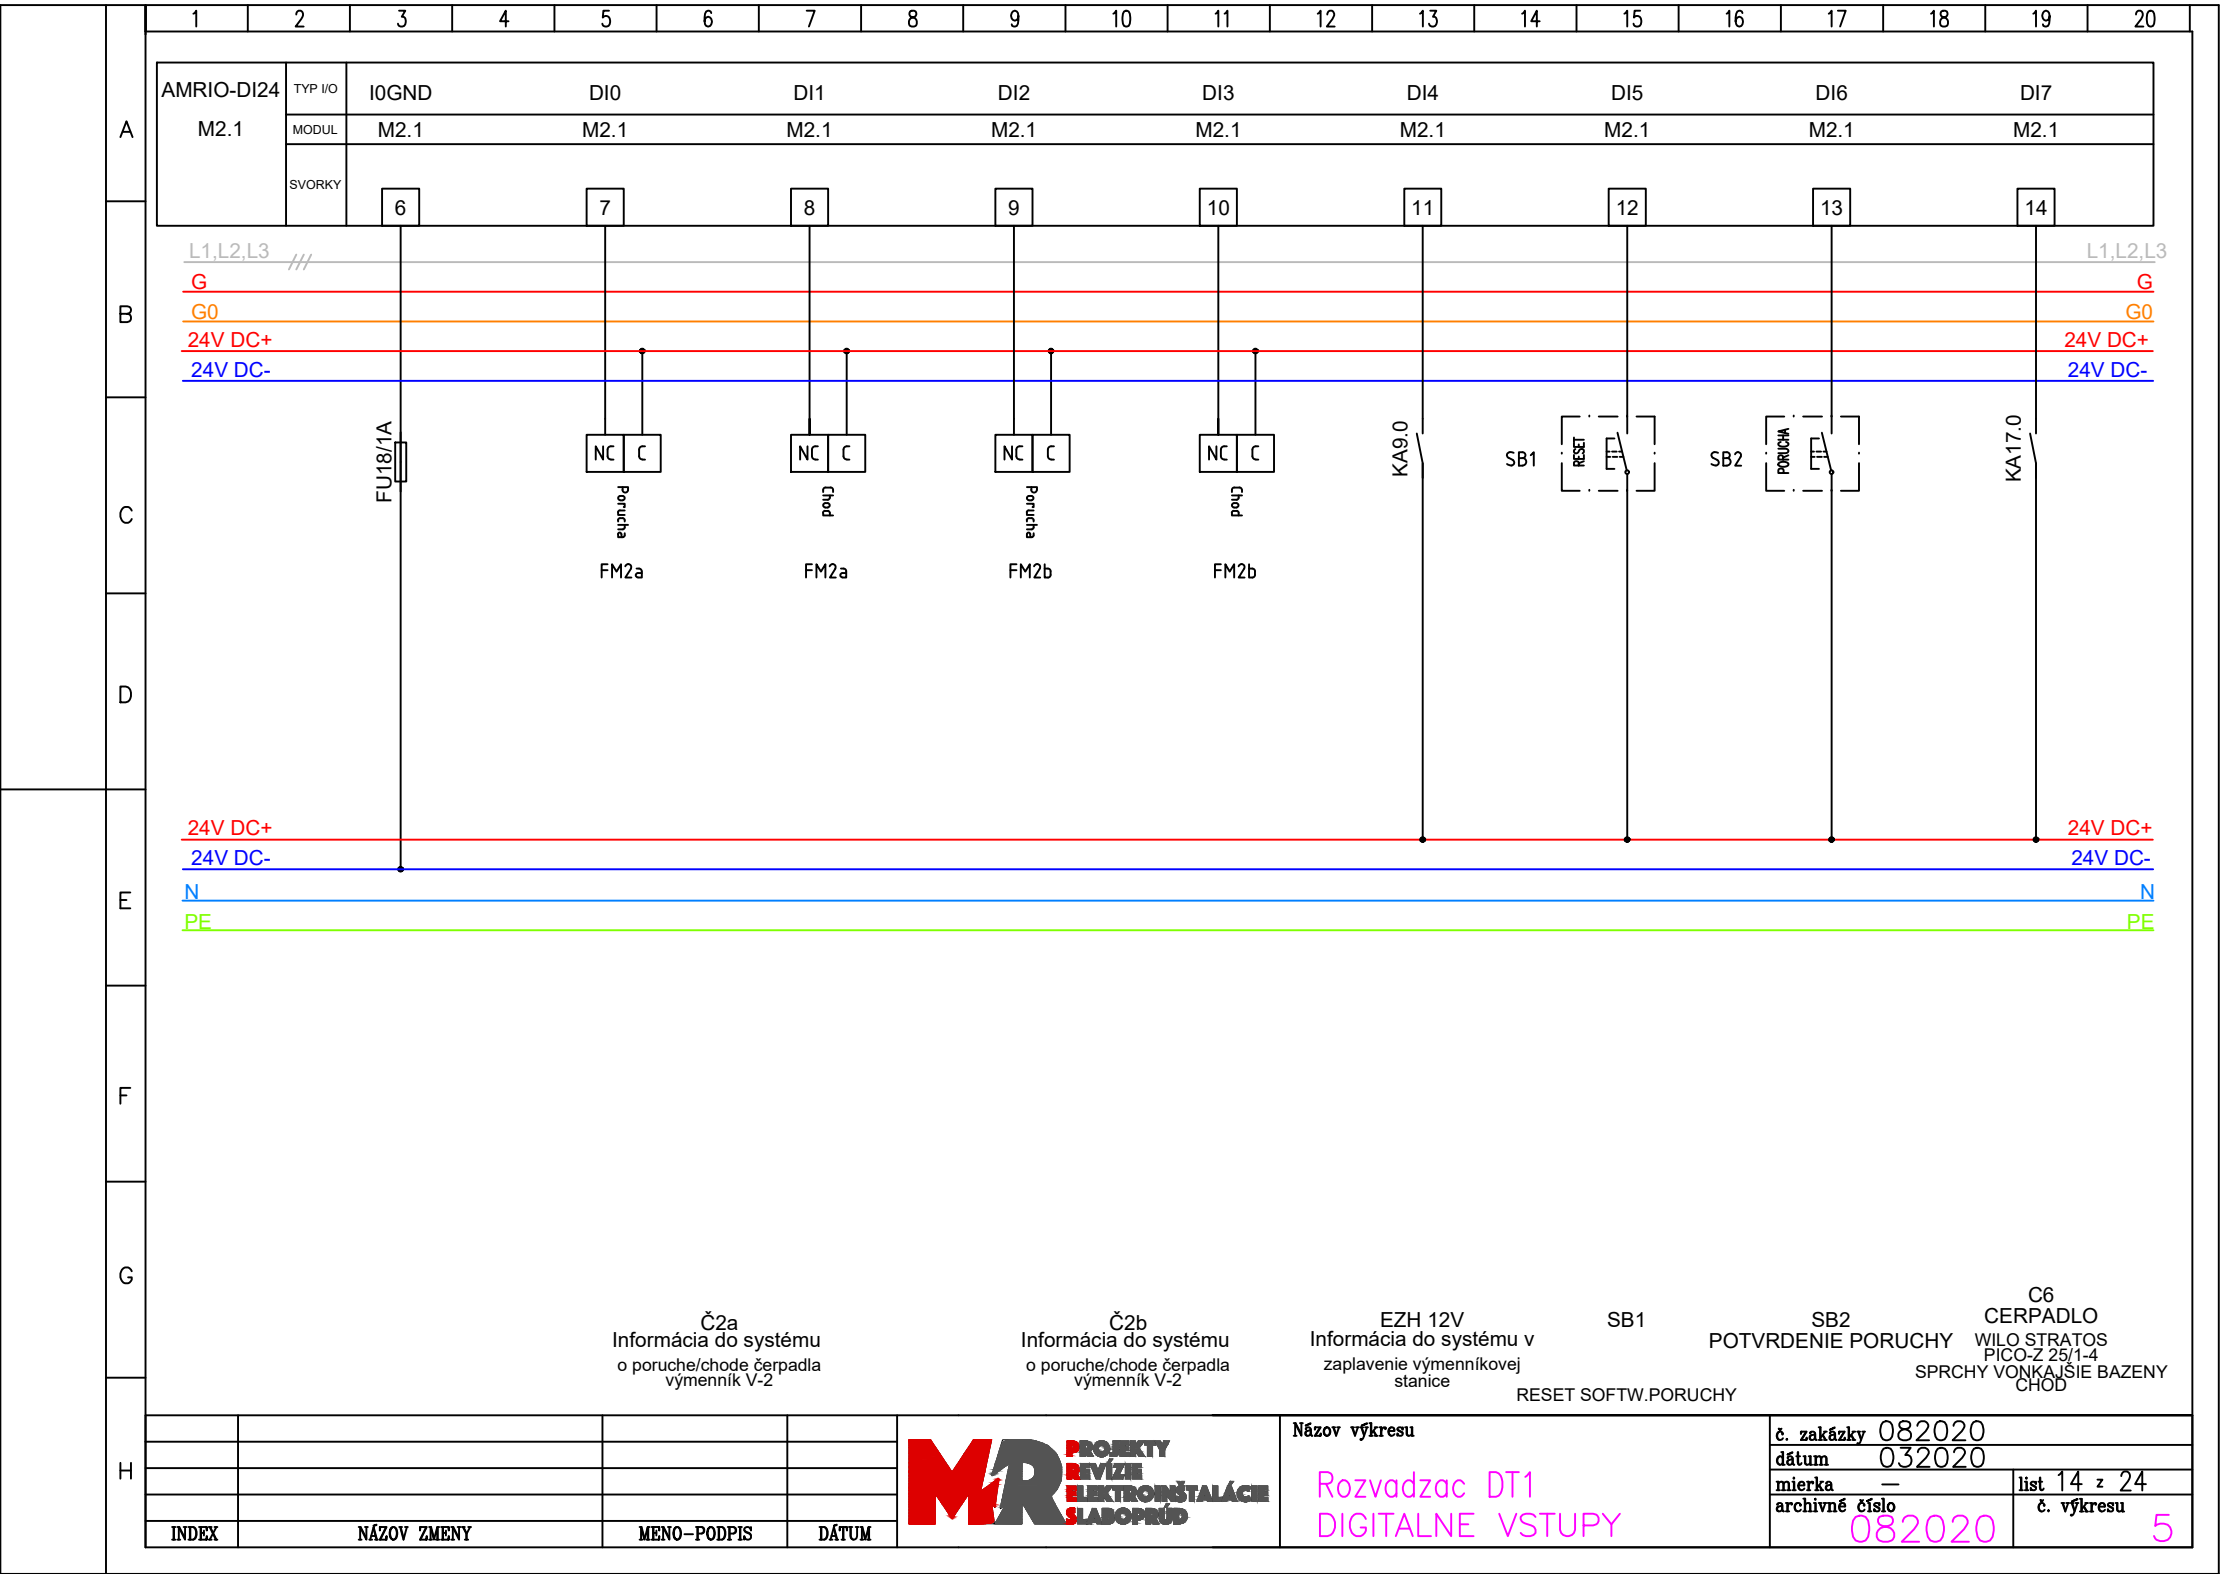 1 2 3 4 5 6 7 8 9 10 11 12 13 14 15 16 17 18 19 20
AMRIO-DI24 TYP I/O I0GND DI0 DI1 DI2 DI3 DI4 DI5 DI6 DI7
A M2.1 MODUL M2.1 M2.1 M2.1 M2.1 M2.1 M2.1 M2.1 M2.1 M2.1
SVORKY
6 7 8 9 10 11 12 13 14
L1,L2,L3 L1,L2,L3
G G
B G0 G0
24V DC+ 24V DC+
24V DC- 24V DC-
FU18/1A
NC C
Porucha
FM2a
NC C
Chod
FM2a
NC C
Porucha
FM2b
NC C
Chod
FM2b
KA9.0
SB1 RESET
SB2 PORUCHA
KA17.0
C
D
24V DC+ 24V DC+
24V DC- 24V DC-
E N N
PE PE
F
G
Č2a
Informácia do systému
o poruche/chode čerpadla
výmenník V-2
Č2b
Informácia do systému
o poruche/chode čerpadla
výmenník V-2
EZH 12V
Informácia do systému v
zaplavenie výmenníkovej
stanice
SB1
RESET SOFTW.PORUCHY
SB2
POTVRDENIE PORUCHY
C6
CERPADLO
WILO STRATOS
PICO-Z 25/1-4
SPRCHY VONKAJŠIE BAZENY
CHOD
H
INDEX NÁZOV ZMENY MENO-PODPIS DÁTUM
MR
PROJEKTY
REVÍZIE
ELEKTROINŠTALÁCIE
SLABOPRÚD
Názov výkresu
Rozvadzac DT1
DIGITALNE VSTUPY
č. zakázky 082020
dátum 032020
mierka – list 14 z 24
archivné číslo č. výkresu
082020 5